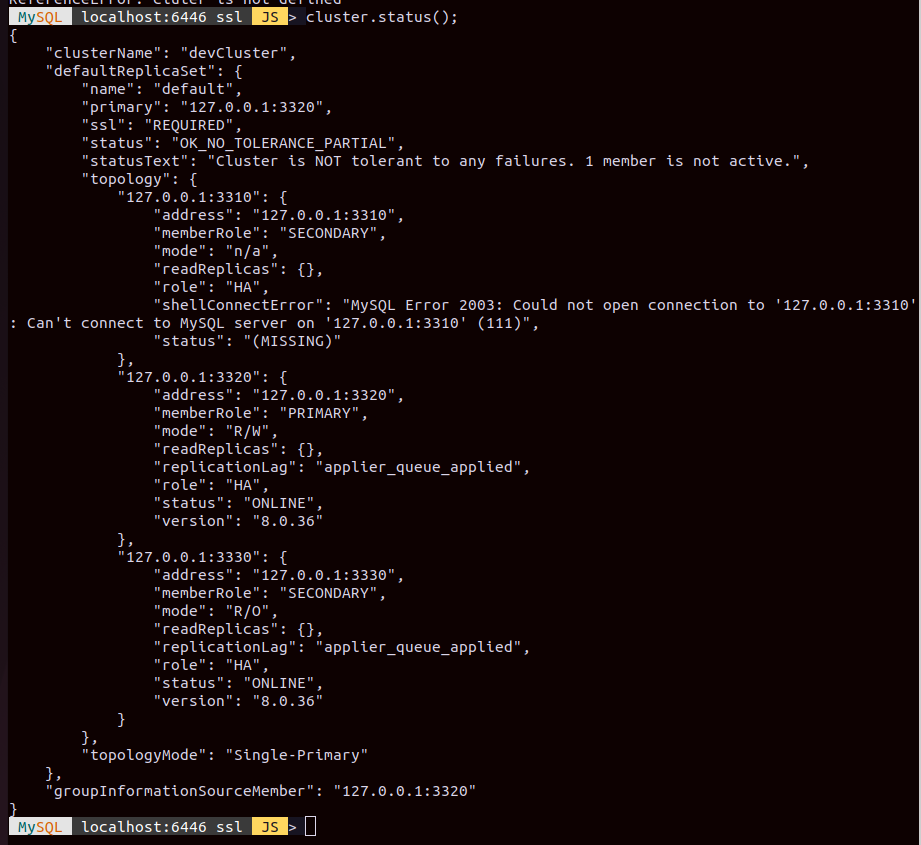 ReferenceError: cluter is not defined
MySQL localhost:6446 ssl JS > cluster.status();
{
    "clusterName": "devCluster",
    "defaultReplicaSet": {
        "name": "default",
        "primary": "127.0.0.1:3320",
        "ssl": "REQUIRED",
        "status": "OK_NO_TOLERANCE_PARTIAL",
        "statusText": "Cluster is NOT tolerant to any failures. 1 member is not active.",
        "topology": {
            "127.0.0.1:3310": {
                "address": "127.0.0.1:3310",
                "memberRole": "SECONDARY",
                "mode": "n/a",
                "readReplicas": {},
                "role": "HA",
                "shellConnectError": "MySQL Error 2003: Could not open connection to '127.0.0.1:3310'
: Can't connect to MySQL server on '127.0.0.1:3310' (111)",
                "status": "(MISSING)"
            },
            "127.0.0.1:3320": {
                "address": "127.0.0.1:3320",
                "memberRole": "PRIMARY",
                "mode": "R/W",
                "readReplicas": {},
                "replicationLag": "applier_queue_applied",
                "role": "HA",
                "status": "ONLINE",
                "version": "8.0.36"
            },
            "127.0.0.1:3330": {
                "address": "127.0.0.1:3330",
                "memberRole": "SECONDARY",
                "mode": "R/O",
                "readReplicas": {},
                "replicationLag": "applier_queue_applied",
                "role": "HA",
                "status": "ONLINE",
                "version": "8.0.36"
            }
        },
        "topologyMode": "Single-Primary"
    },
    "groupInformationSourceMember": "127.0.0.1:3320"
}
MySQL localhost:6446 ssl JS >